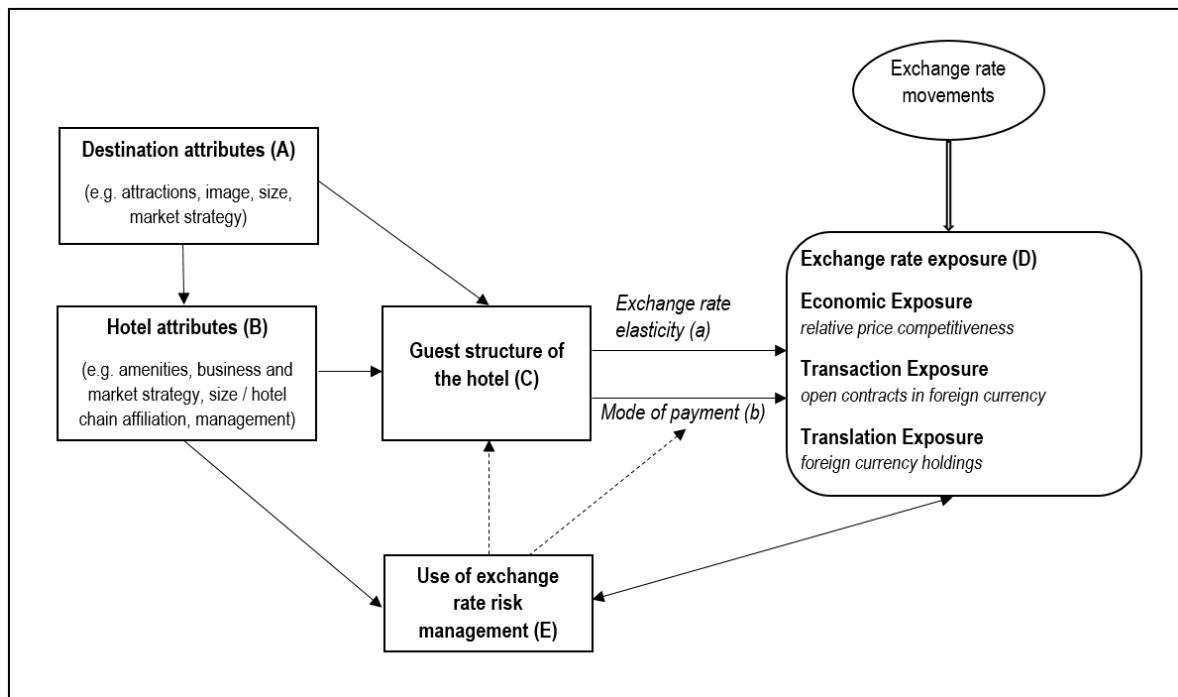 Exchange rate
movements
Destination attributes (A)
(e.g. attractions, image, size,
market strategy)
Hotel attributes (B)
(e.g. amenities, business and
market strategy, size / hotel
chain affiliation, management)
Guest structure of
the hotel (C)
Exchange rate
elasticity (a)
Mode of payment (b)
Exchange rate exposure (D)
Economic Exposure
relative price competitiveness
Transaction Exposure
open contracts in foreign currency
Translation Exposure
foreign currency holdings
Use of exchange
rate risk
management (E)